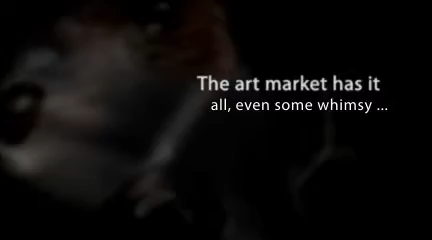 The art market has it
all, even some whimsy ...